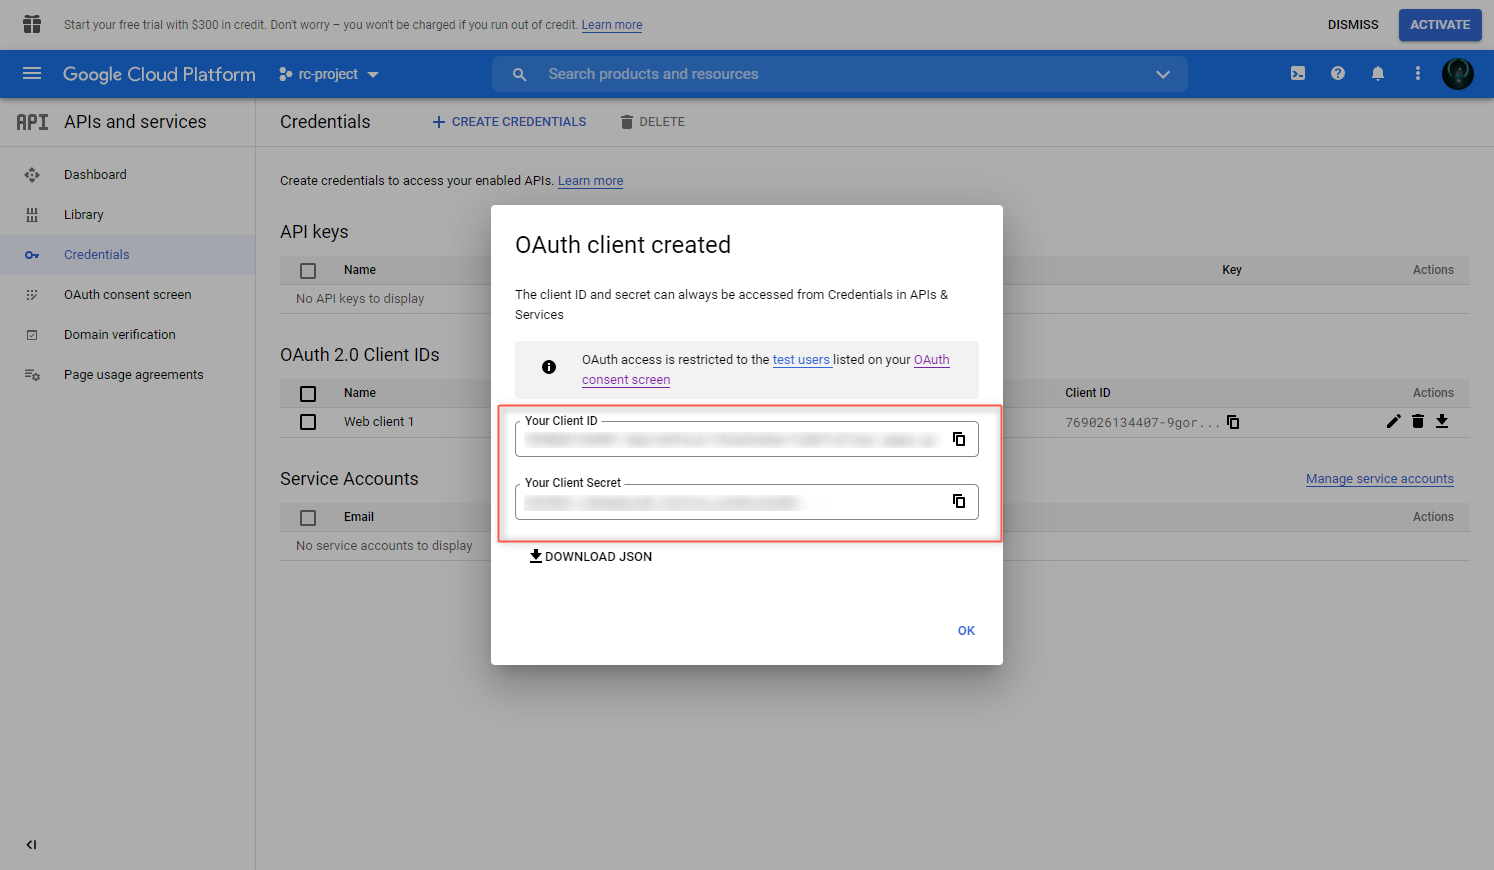 Start your free trial with $300 in credit. Don't worry – you won't be charged if you run out of credit. Learn more
DISMISS
ACTIVATE
Google Cloud Platform
rc-project
Search products and resources
API APIs and services
Credentials
CREATE CREDENTIALS
DELETE
Dashboard
Library
Credentials
OAuth consent screen
Domain verification
Page usage agreements
Create credentials to access your enabled APIs. Learn more
API keys
Name
Key
Actions
No API keys to display
OAuth 2.0 Client IDs
Name
Client ID
Actions
Web client 1
769026134407-9gor...
Service Accounts
Manage service accounts
Email
Actions
No service accounts to display
OAuth client created
The client ID and secret can always be accessed from Credentials in APIs &
Services
OAuth access is restricted to the test users listed on your OAuth
consent screen
Your Client ID
Your Client Secret
DOWNLOAD JSON
OK